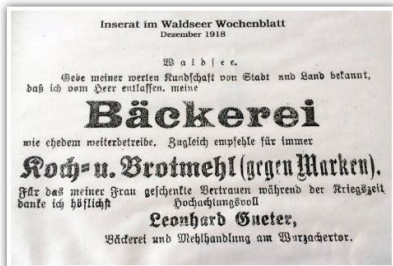 Inserat im Waldseer Wochenblatt
Dezember 1918
Waldsee.
Gebe meiner werten Kundschaft von Stadt und Land bekannt,
daß ich vom Heer entlassen, meine
Bäckerei
wie ehedem weiterbetreibe. Zugleich empfehle für immer
Koch= u. Brotmehl (gegen Marken).
Für das meiner Frau geschenkte Vertrauen während der Kriegszeit
danke ich höflichst Hochachtungsvoll
Leonhard Gueter,
Bäckerei und Mehlhandlung am Wurzachertor.